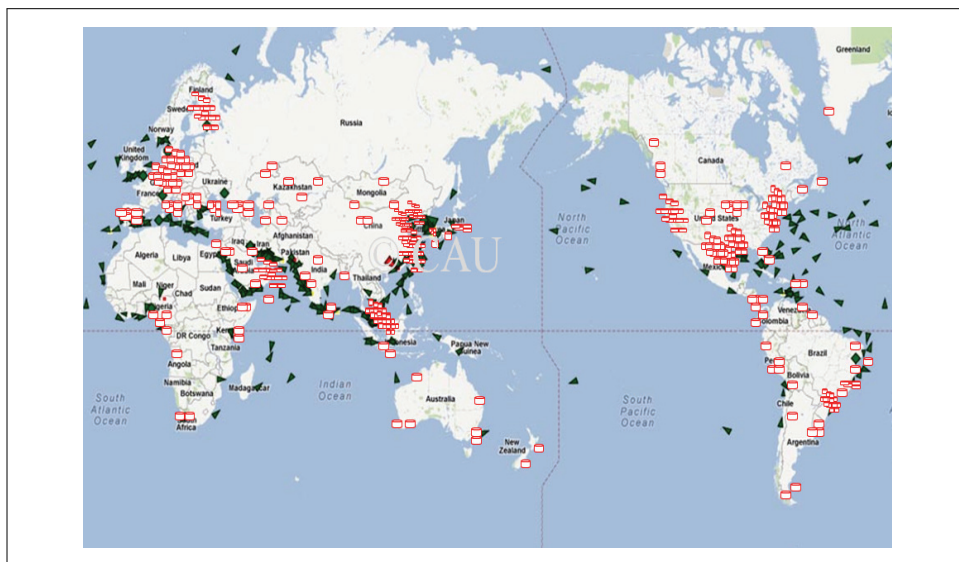 Greenland
Finland
Sweden
Russia
Norway
United
Kingdom
Canada
Ukraine
Kazakhstan
Mongolia
France
North
Pacific
Ocean
United States
North
Atlantic
Ocean
Turkey
China
Japan
Afghanistan
Iraq
Iran
Pakistan
©CAU
Algeria
Libya
Egypt
Saudi
India
Mexico
Mali
Niger
Chad
Sudan
Thailand
Nigeria
Ethiopia
Venezuela
Colombia
DR Congo
Kenya
Tanzania
Indonesia
Papua New
Guinea
Brazil
Peru
Angola
Bolivia
Namibia
Botswana
Madagascar
Indian
Ocean
Australia
South
Atlantic
Ocean
South
Pacific
Ocean
Chile
South
Africa
New
Zealand
Argentina